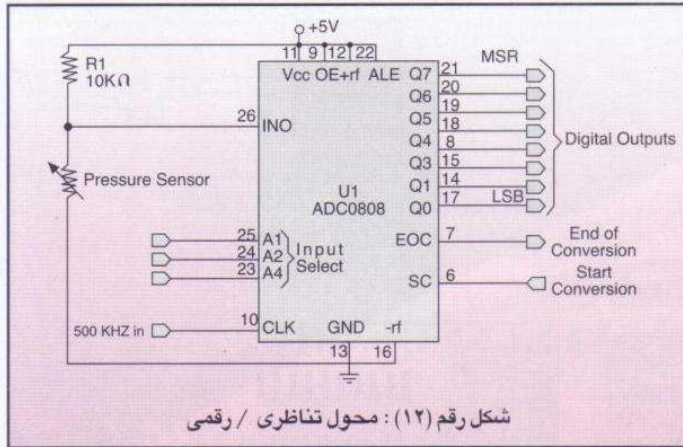 +5V
11 9 12 22
R1
10KΩ
Vcc OE+rf ALE
Q7 21 MSR
Q6 20
Q5 19
18
Q4 8
Q3 15
Q1 14
Q0 17 LSB
Digital Outputs
26 INO
Pressure Sensor
U1
ADC0808
25 A1
24 A2
23 A4
Input
Select
EOC 7 End of
Conversion
SC 6 Start
Conversion
500 KHZ in 10 CLK
GND -rf
13 16
شكل رقم (١٢) : محول تناظرى / رقمى